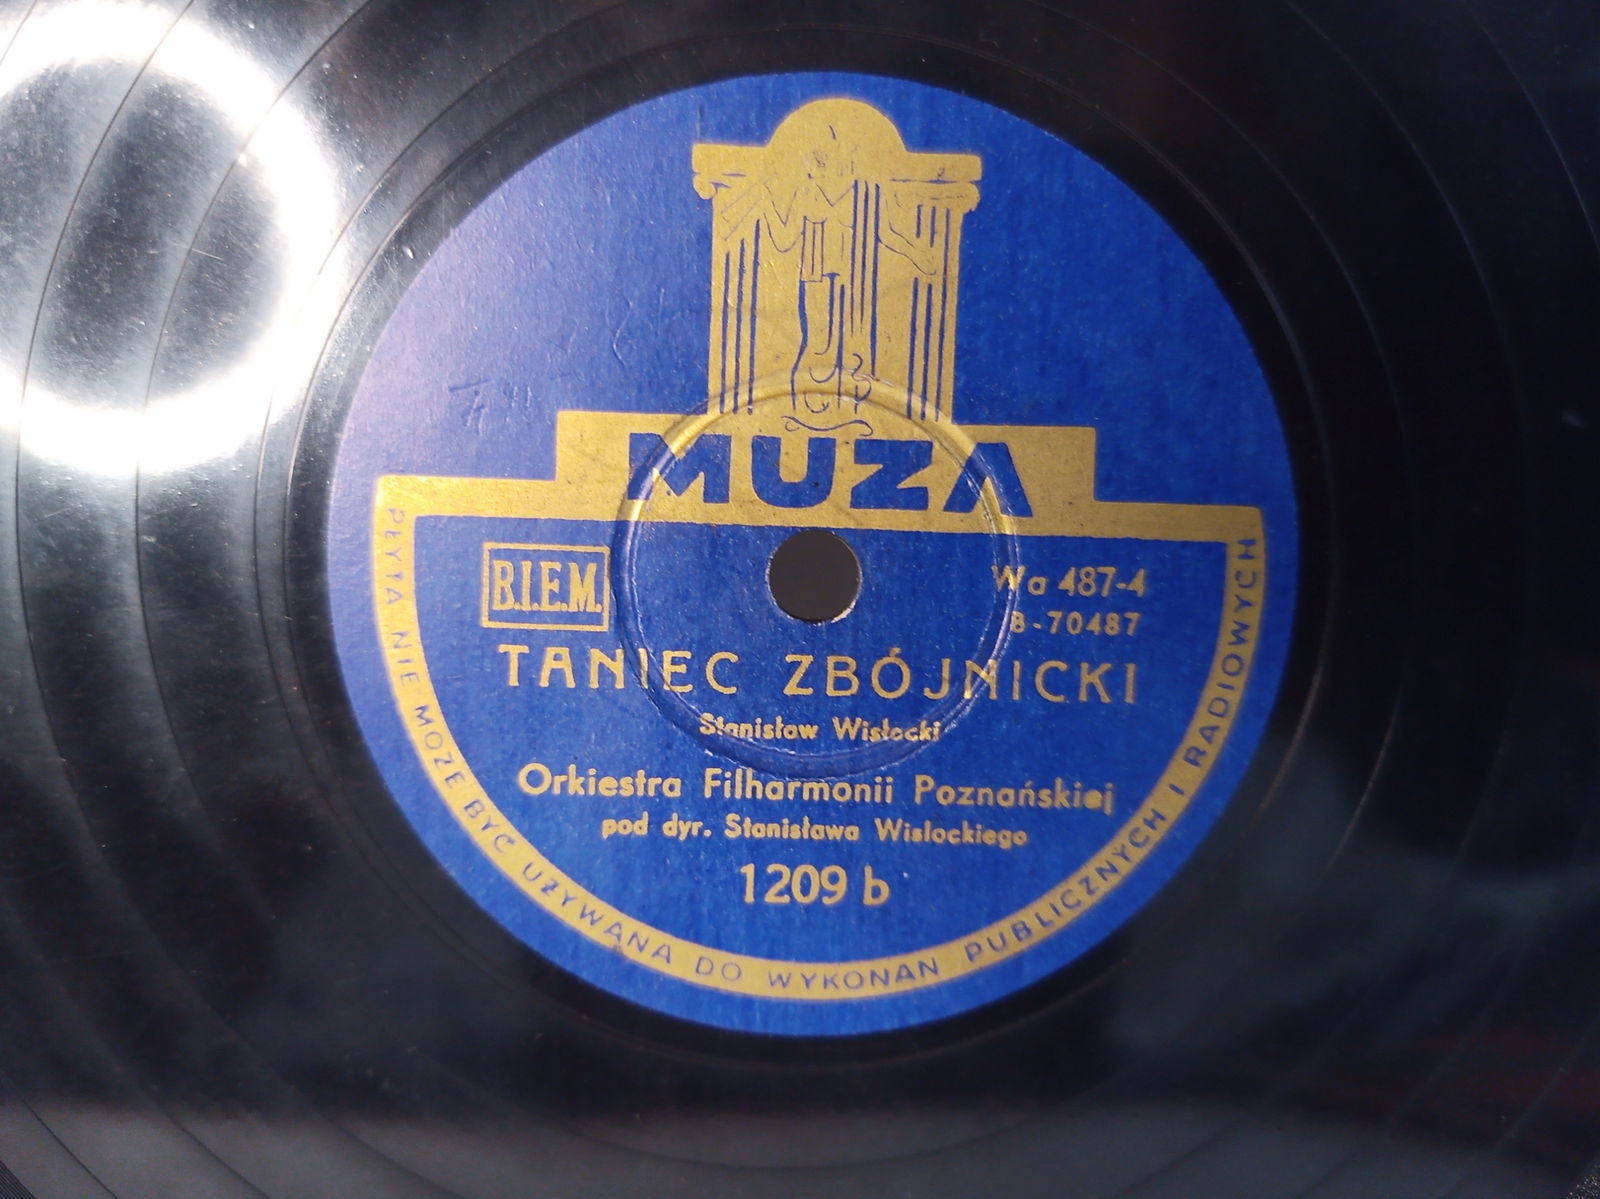 MUZA
B.I.E.M.
Wa 487-4
B-70487
TANIEC ZBÓJNICKI
Stanisław Wisłocki
Orkiestra Filharmonii Poznańskiej
pod dyr. Stanisława Wisłockiego
1209 b
PŁYTA NIE MOŻE BYĆ UŻYWANA DO WYKONAŃ PUBLICZNYCH I RADIOWYCH